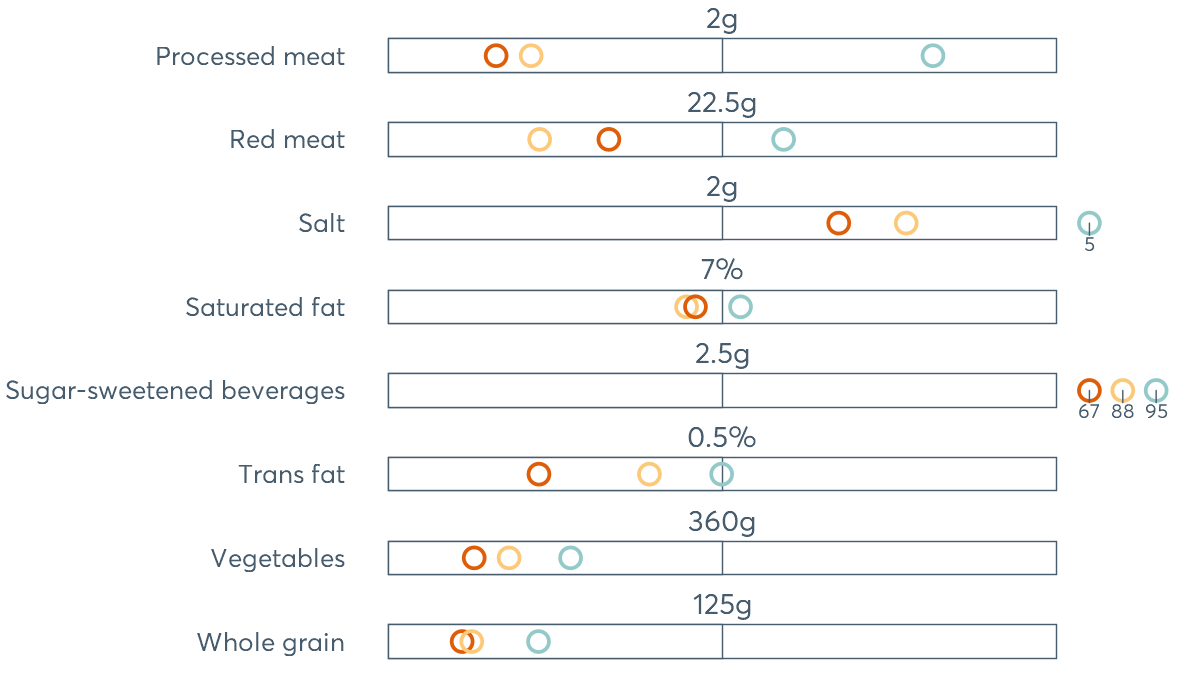 2g
Processed meat
22.5g
Red meat
2g
Salt
5
7%
Saturated fat
2.5g
Sugar-sweetened beverages
67 88 95
0.5%
Trans fat
360g
Vegetables
125g
Whole grain